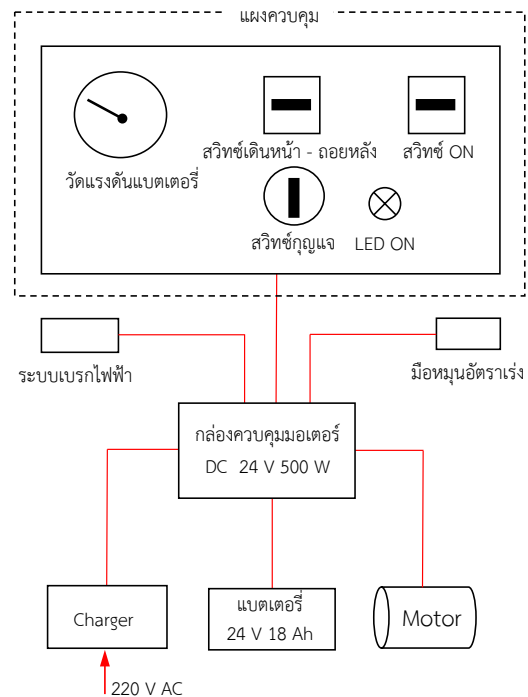 แผงควบคุม
สวิทซ์เดินหน้า - ถอยหลัง
สวิทซ์ ON
วัดแรงดันแบตเตอรี่
สวิทซ์กุญแจ
LED ON
ระบบเบรกไฟฟ้า
มือหมุนอัตราเร่ง
กล่องควบคุมมอเตอร์
DC 24 V 500 W
Charger
แบตเตอรี่
24 V 18 Ah
Motor
220 V AC